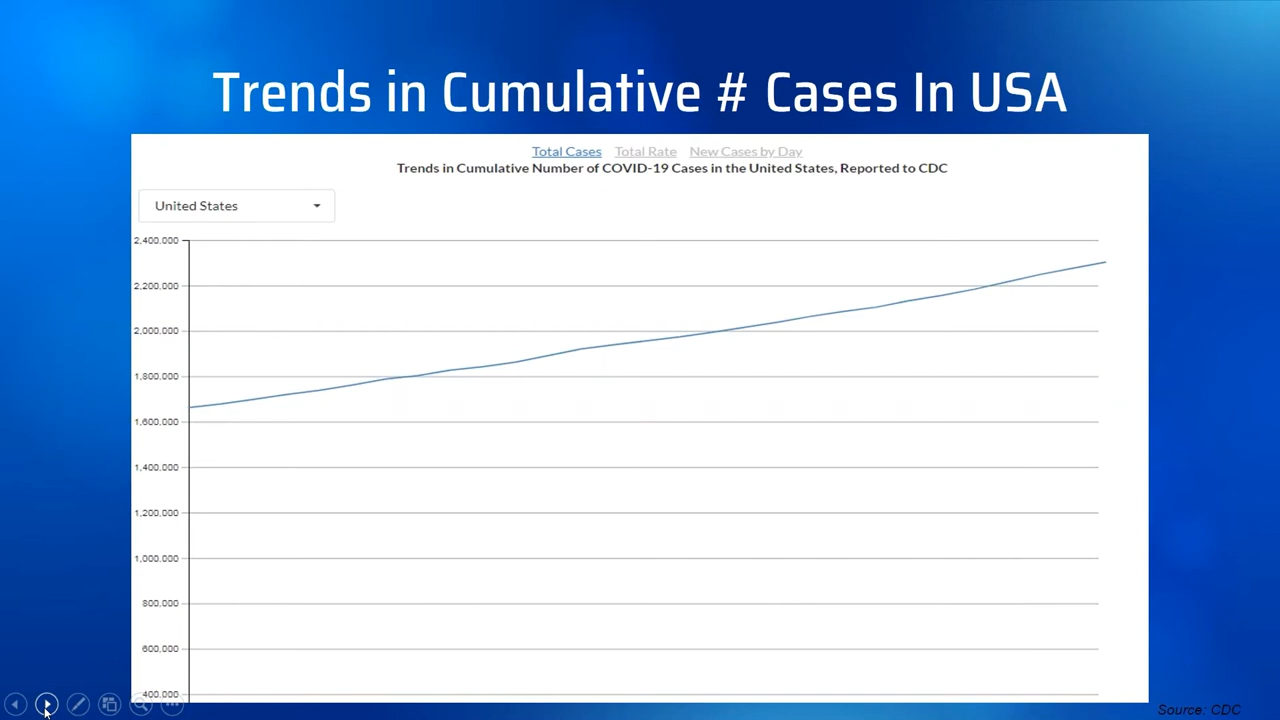 Trends in Cumulative # Cases In USA
Total Cases Total Rate New Cases by Day
Trends in Cumulative Number of COVID-19 Cases in the United States, Reported to CDC
United States
2,400,000
2,200,000
2,000,000
1,800,000
1,600,000
1,400,000
1,200,000
1,000,000
800,000
600,000
400,000
Source: CDC